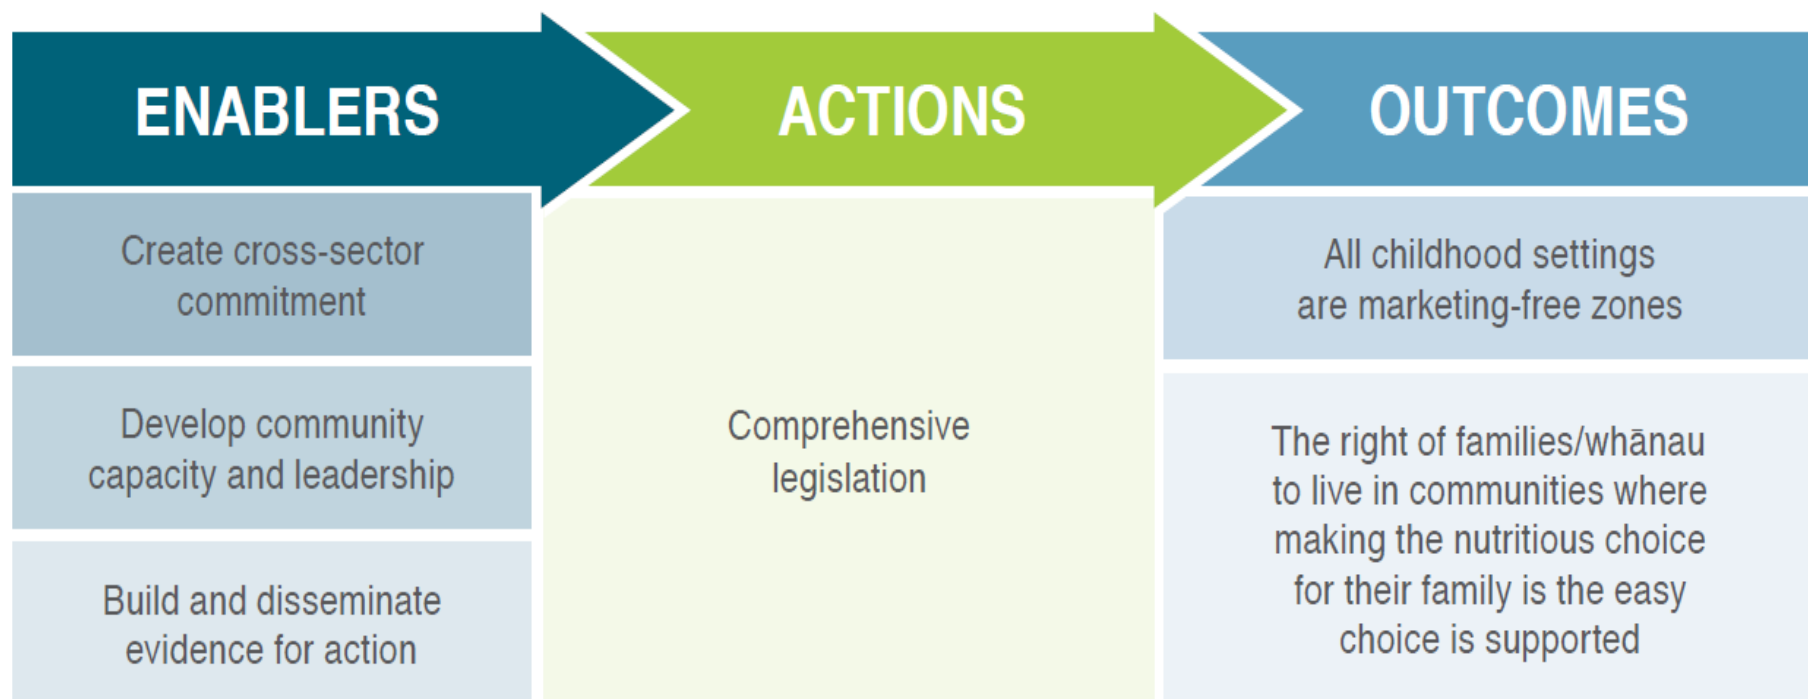 ENABLERS
Create cross-sector
commitment
Develop community
capacity and leadership
Build and disseminate
evidence for action
ACTIONS
Comprehensive
legislation
OUTCOMES
All childhood settings
are marketing-free zones
The right of families/whānau
to live in communities where
making the nutritious choice
for their family is the easy
choice is supported